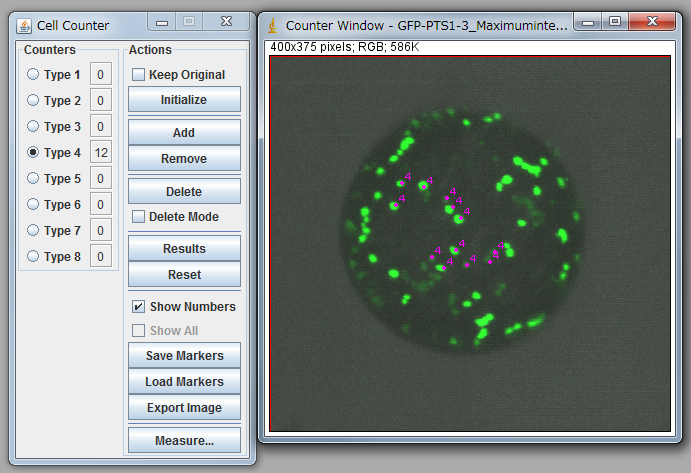 Cell Counter
Counters
Type 1 0
Type 2 0
Type 3 0
Type 4 12
Type 5 0
Type 6 0
Type 7 0
Type 8 0
Actions
Keep Original
Initialize
Add
Remove
Delete
Delete Mode
Results
Reset
Show Numbers
Show All
Save Markers
Load Markers
Export Image
Measure...
Counter Window - GFP-PTS1-3_Maximuminte...
400x375 pixels; RGB; 586K
4
4
4
4
4
4
4
4
4
4
4
4